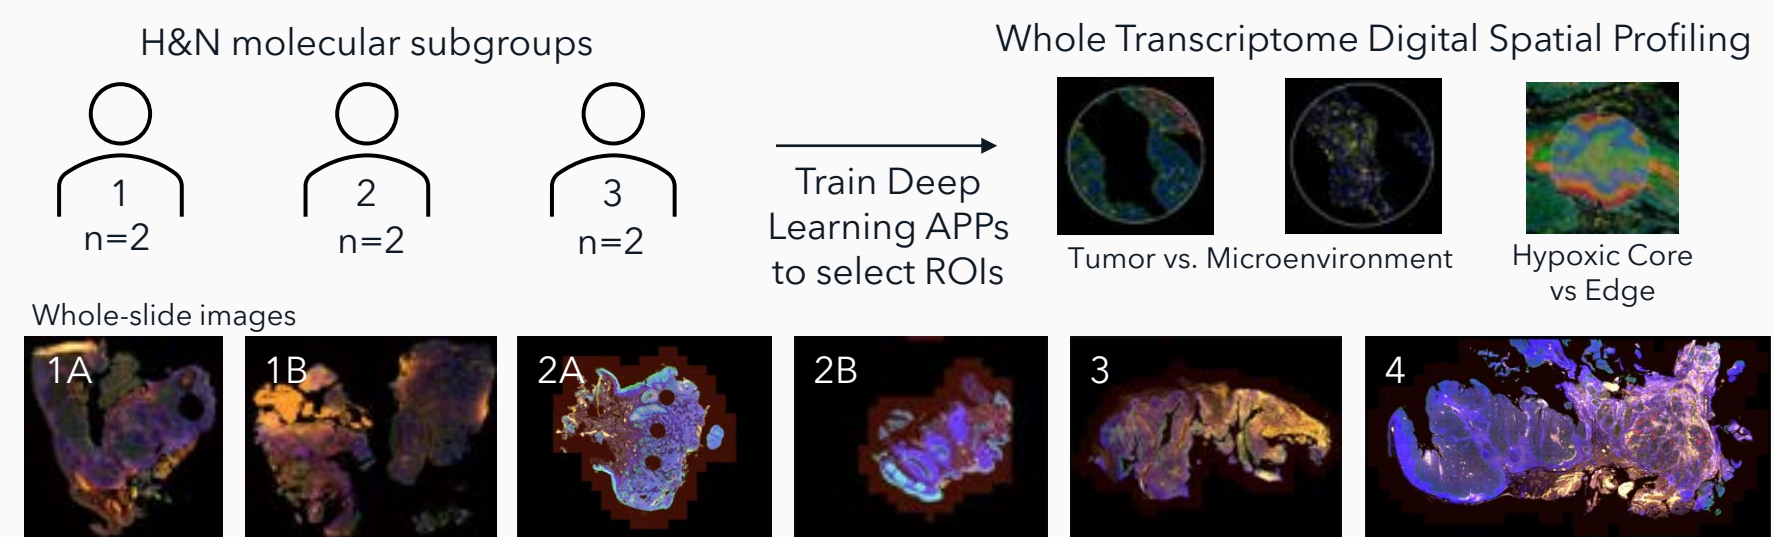 H&N molecular subgroups
Whole Transcriptome Digital Spatial Profiling
1
n=2
2
n=2
3
n=2
Train Deep
Learning APPs
to select ROIs
Tumor vs. Microenvironment
Hypoxic Core
vs Edge
Whole-slide images
1A
1B
2A
2B
3
4